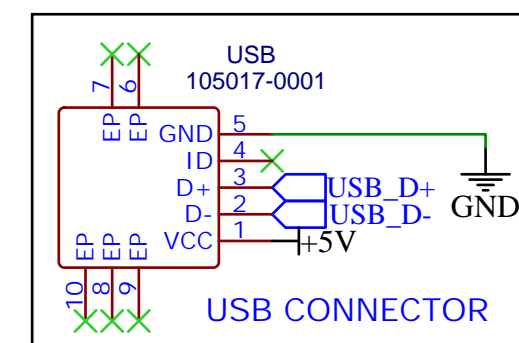 USB
105017-0001
7 6
EP EP
GND 5
ID 4
D+ 3 USB_D+
D- 2 USB_D- GND
VCC 1 +5V
EP EP EP
10 8 9
USB CONNECTOR